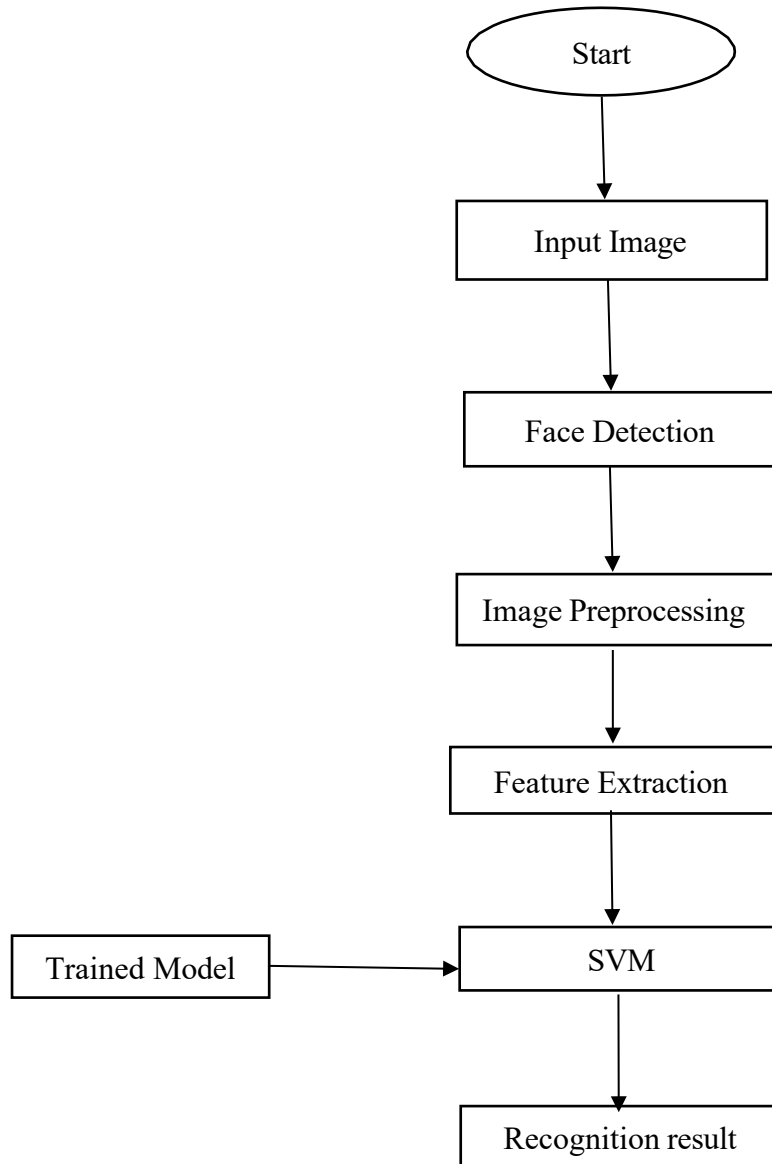 Start
Input Image
Face Detection
Image Preprocessing
Feature Extraction
Trained Model
SVM
Recognition result